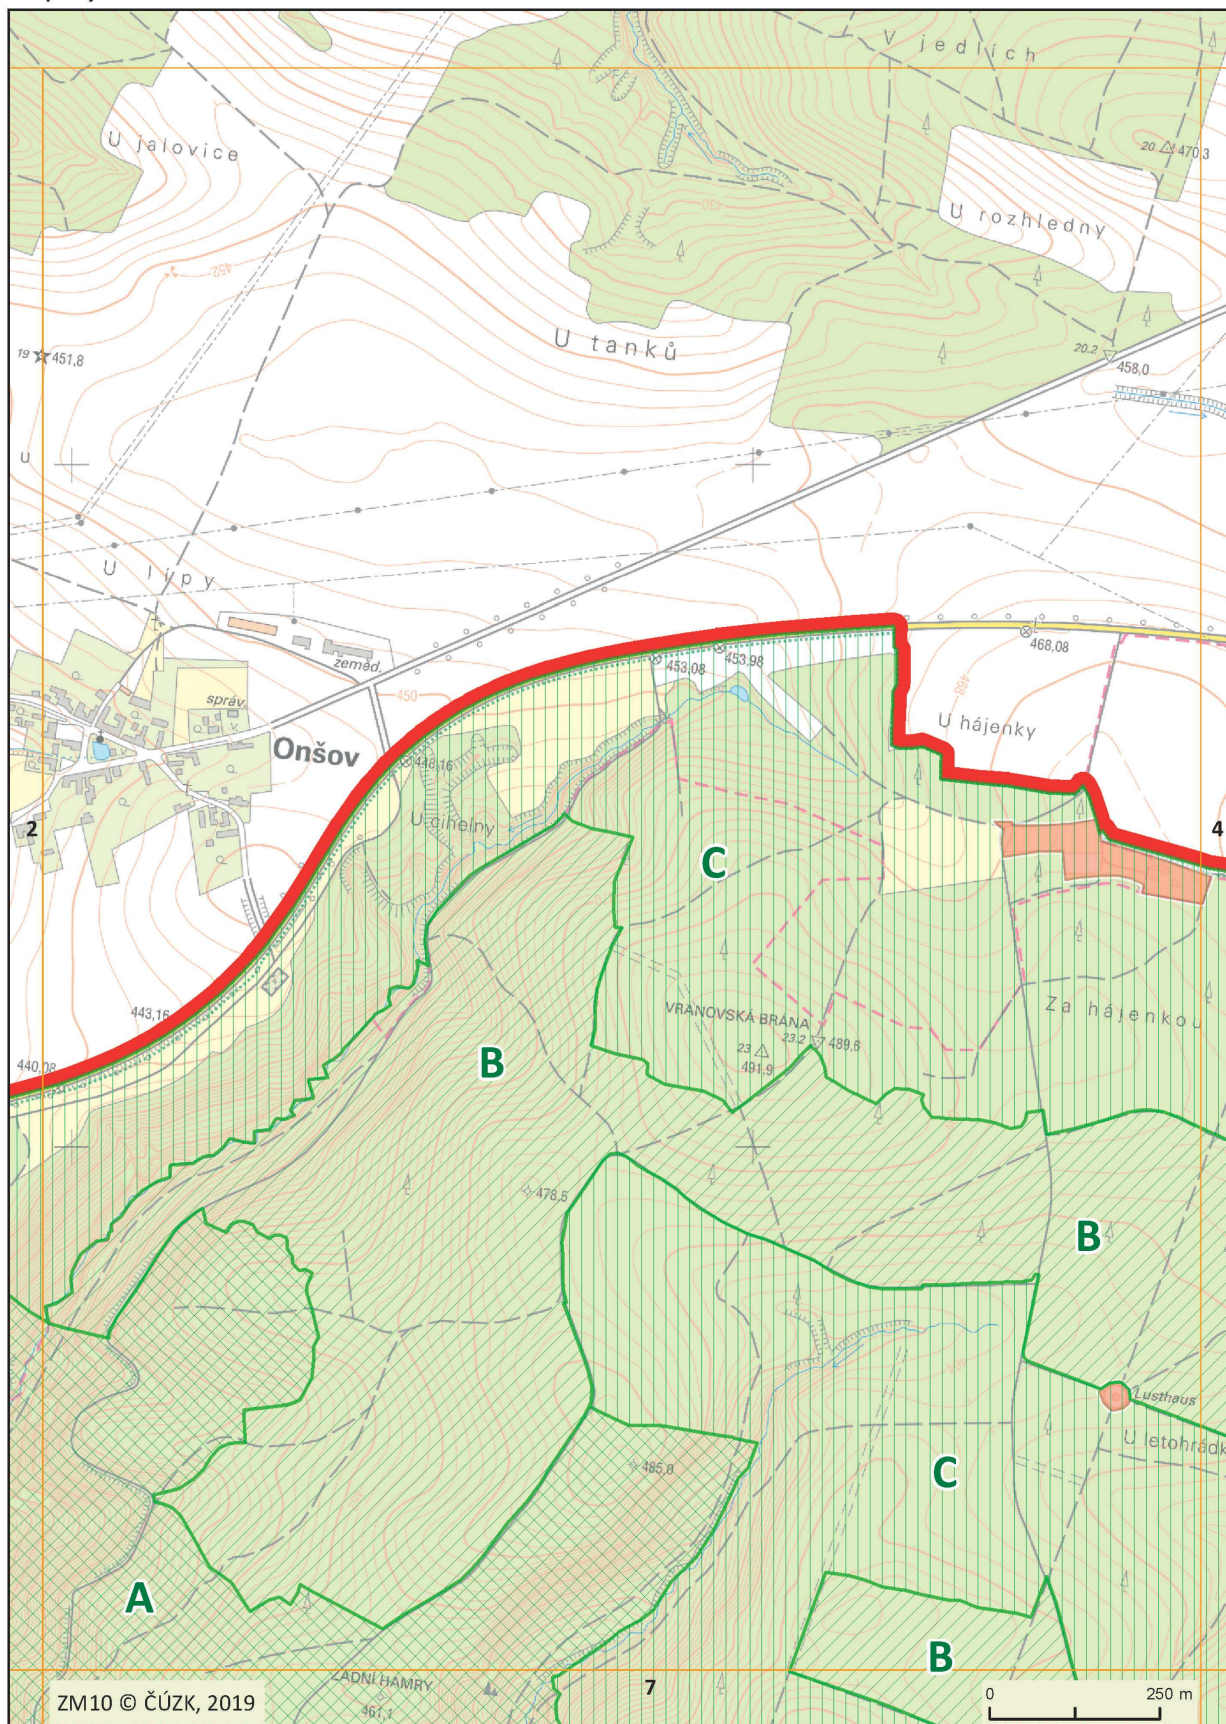 V jedlích
U jalovice
20 470,3
U rozhledny
430
452
U tanků
20.2
458,0
19 451,8
u
U lípy
zeměd.
453,98
453,08
468,08
správ.
450
468
U hájenky
Onšov
448,16
U cihelny
2
4
C
Za hájenkou
443,16
VRANOVSKÁ BRÁNA
23.2 489,6
23
491,9
B
440,08
478,5
B
Lusthaus
U letohrádk
485,0
C
A
B
ZADNÍ HAMRY
461,1
7
0 250 m
ZM10 © ČÚZK, 2019